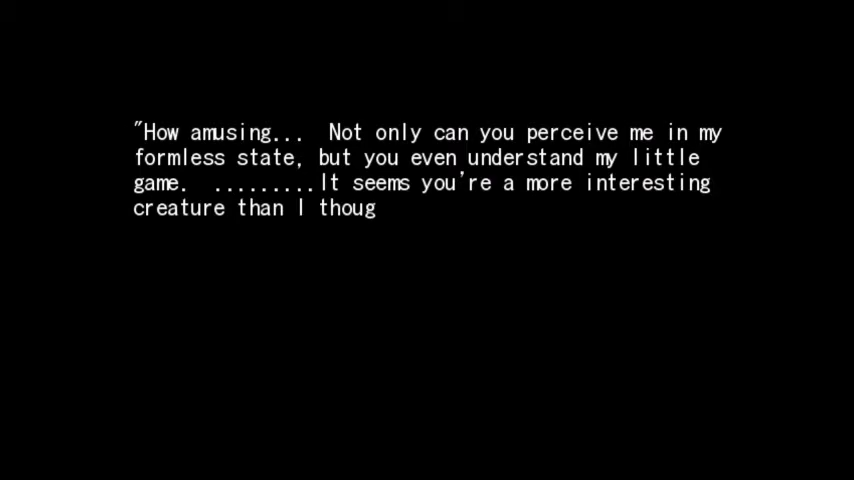 "How amusing...  Not only can you perceive me in my
formless state, but you even understand my little
game.  .........It seems you're a more interesting
creature than I thoug